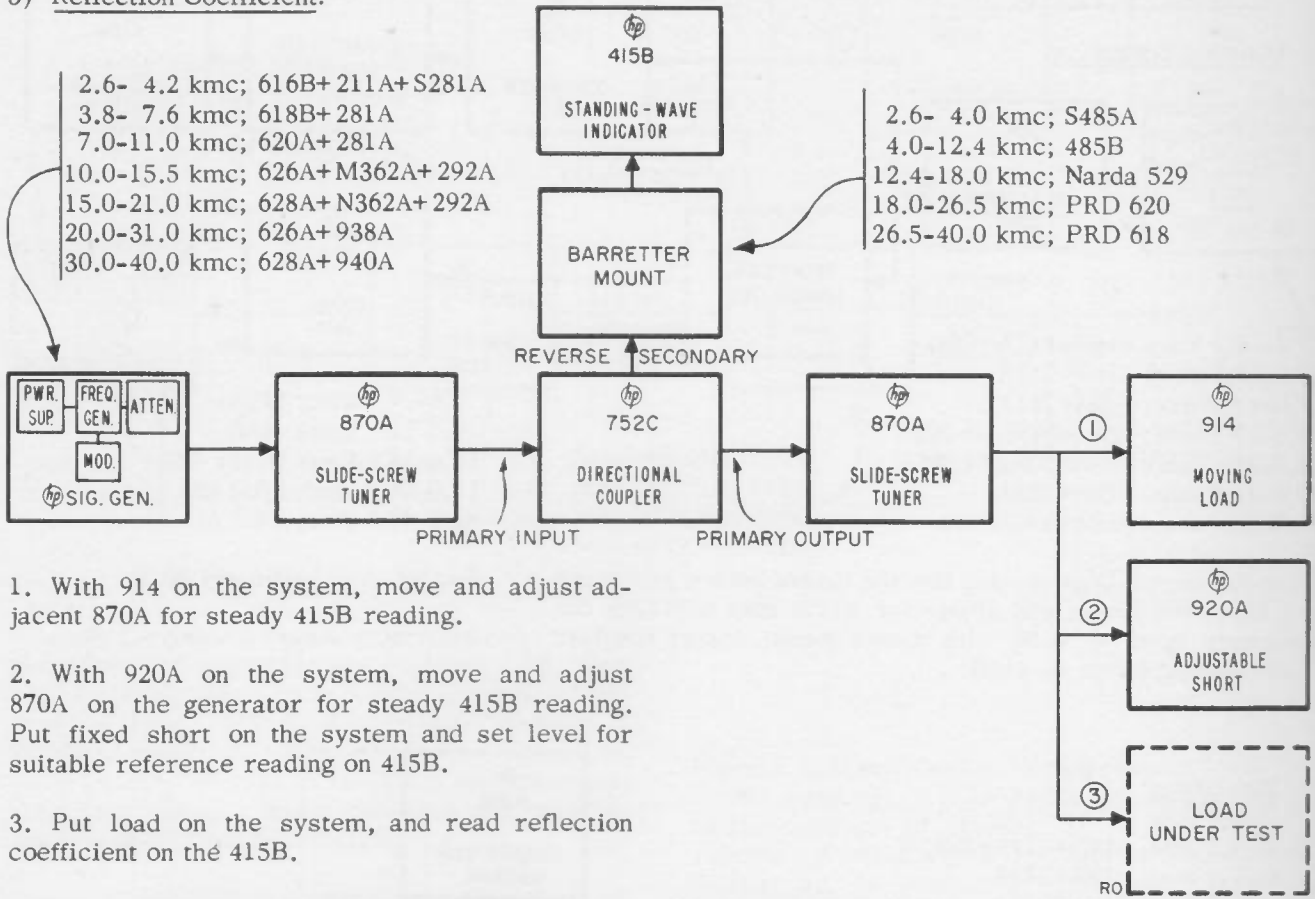 Reflection Coefficient.
hp
415B
STANDING-WAVE
INDICATOR
2.6- 4.2 kmc; 616B+211A+S281A
3.8- 7.6 kmc; 618B+281A
7.0-11.0 kmc; 620A+281A
10.0-15.5 kmc; 626A+M362A+292A
15.0-21.0 kmc; 628A+N362A+292A
20.0-31.0 kmc; 626A+938A
30.0-40.0 kmc; 628A+940A
2.6- 4.0 kmc; S485A
4.0-12.4 kmc; 485B
12.4-18.0 kmc; Narda 529
18.0-26.5 kmc; PRD 620
26.5-40.0 kmc; PRD 618
BARRETTER
MOUNT
REVERSE SECONDARY
PWR.
SUP.
FREQ.
GEN.
ATTEN.
MOD.
hp SIG. GEN.
hp
870A
SLIDE-SCREW
TUNER
hp
752C
DIRECTIONAL
COUPLER
hp
870A
SLIDE-SCREW
TUNER
1
hp
914
MOVING
LOAD
PRIMARY INPUT
PRIMARY OUTPUT
2
hp
920A
ADJUSTABLE
SHORT
3
LOAD
UNDER TEST
RO
1. With 914 on the system, move and adjust ad-
jacent 870A for steady 415B reading.
2. With 920A on the system, move and adjust
870A on the generator for steady 415B reading.
Put fixed short on the system and set level for
suitable reference reading on 415B.
3. Put load on the system, and read reflection
coefficient on the 415B.